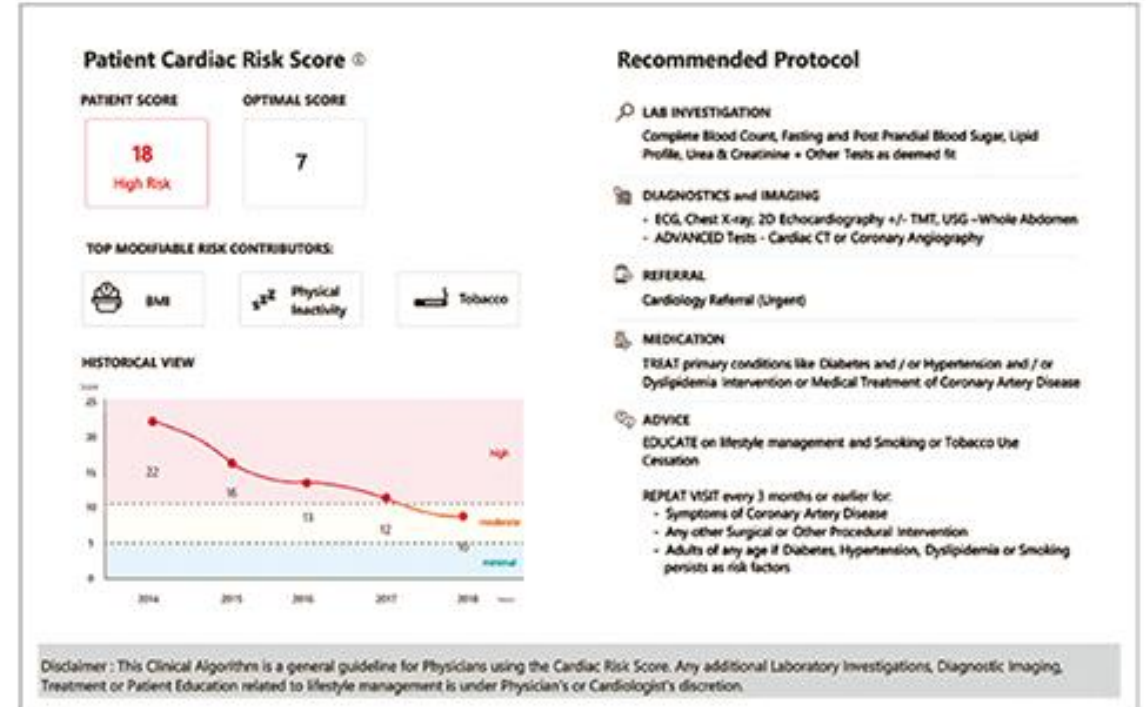 Patient Cardiac Risk Score
PATIENT SCORE
OPTIMAL SCORE
18
High Risk
7
TOP MODIFIABLE RISK CONTRIBUTORS:
BMI
Physical
Inactivity
Tobacco
HISTORICAL VIEW
25
20
15
10
5
0
high
moderate
minimal
22
16
13
12
10
2014
2015
2016
2017
2018
Recommended Protocol
LAB INVESTIGATION
Complete Blood Count, Fasting and Post Prandial Blood Sugar, Lipid
Profile, Urea & Creatinine + Other Tests as deemed fit
DIAGNOSTICS and IMAGING
- ECG, Chest X-ray, 2D Echocardiography +/- TMT, USG –Whole Abdomen
- ADVANCED Tests - Cardiac CT or Coronary Angiography
REFERRAL
Cardiology Referral (Urgent)
MEDICATION
TREAT primary conditions like Diabetes and / or Hypertension and / or
Dyslipidemia Intervention or Medical Treatment of Coronary Artery Disease
ADVICE
EDUCATE on lifestyle management and Smoking or Tobacco Use
Cessation
REPEAT VISIT every 3 months or earlier for:
- Symptoms of Coronary Artery Disease
- Any other Surgical or Other Procedural Intervention
- Adults of any age if Diabetes, Hypertension, Dyslipidemia or Smoking
persists as risk factors
Disclaimer : This Clinical Algorithm is a general guideline for Physicians using the Cardiac Risk Score. Any additional Laboratory Investigations, Diagnostic Imaging,
Treatment or Patient Education related to lifestyle management is under Physician's or Cardiologist's discretion.